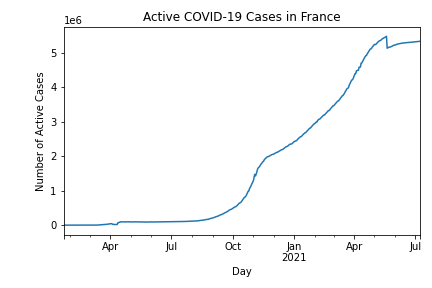 Active COVID-19 Cases in France
1e6
Number of Active Cases
5
4
3
2
1
0
Apr Jul Oct Jan Apr Jul
2021
Day